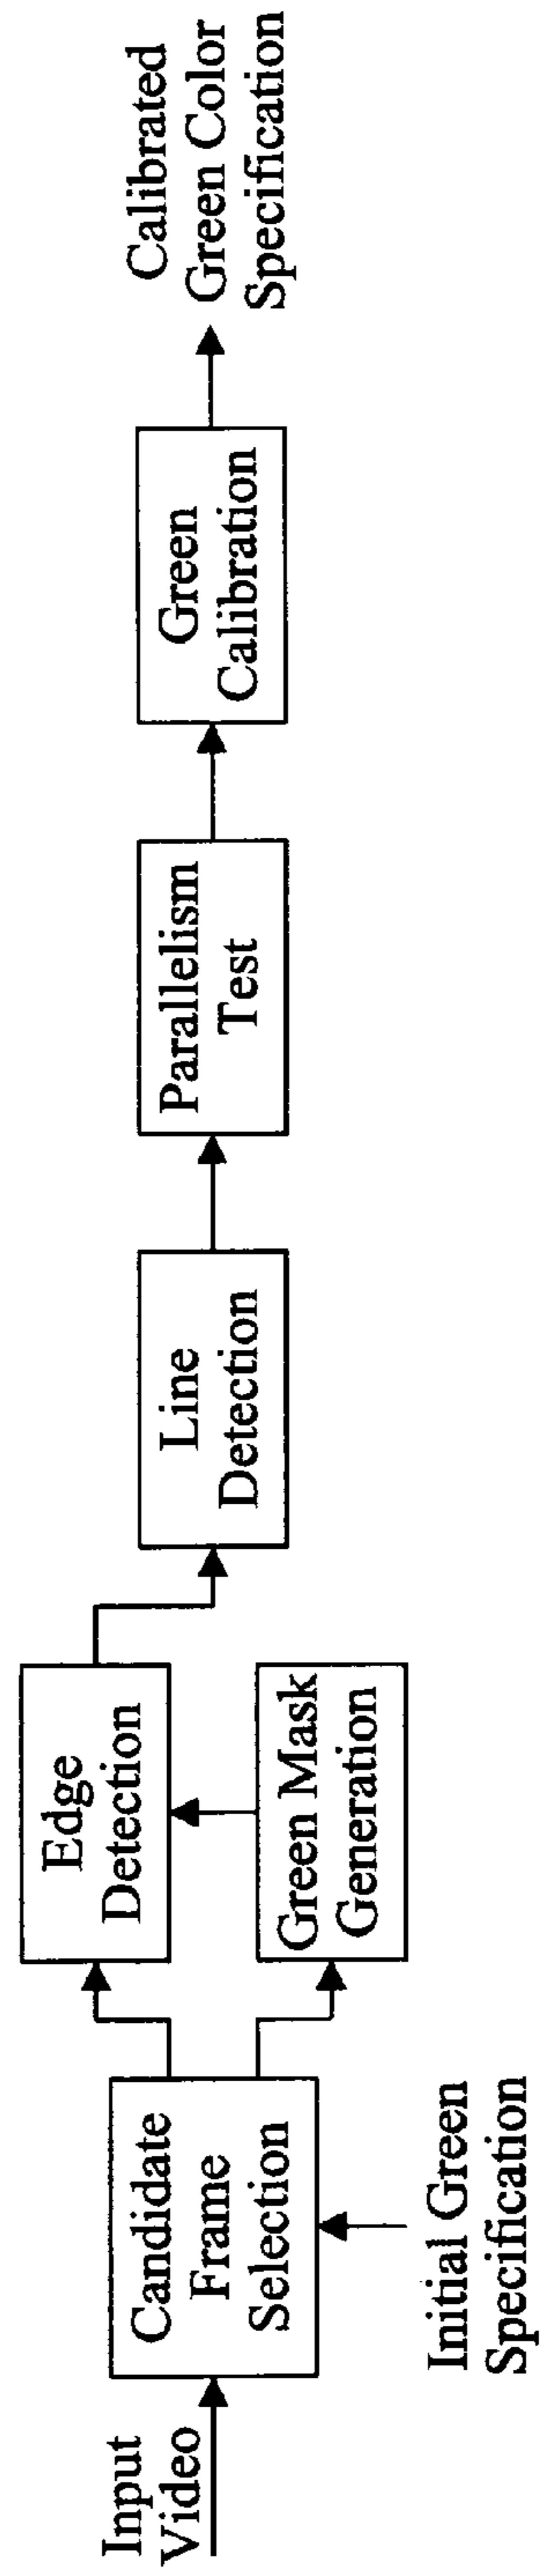 Input
Video
Initial Green
Specification
Candidate
Frame
Selection
Edge
Detection
Green Mask
Generation
Line
Detection
Parallelism
Test
Green
Calibration
Calibrated
Green Color
Specification